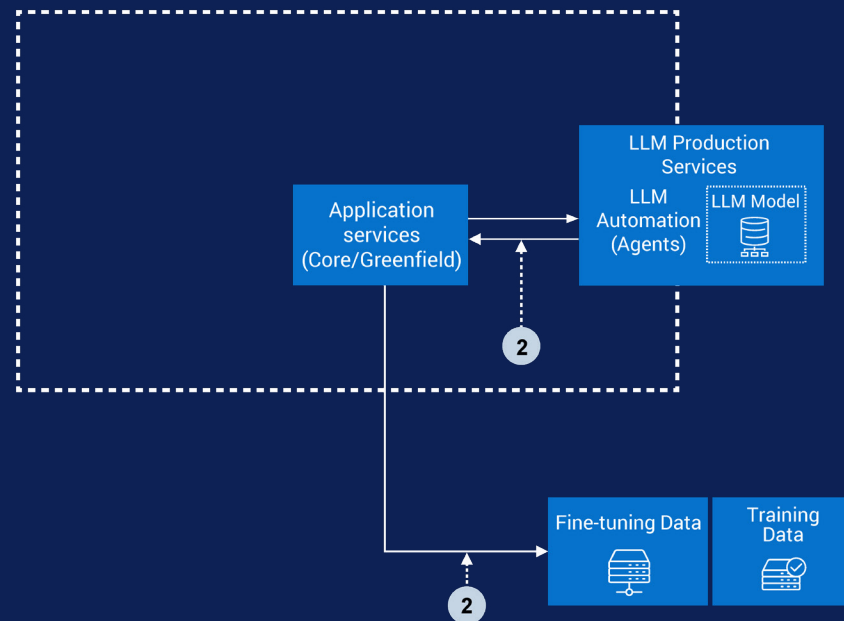 LLM Production
Services
LLM
Automation
(Agents)
LLM Model
Application
services
(Core/Greenfield)
2
Fine-tuning Data
Training
Data
2